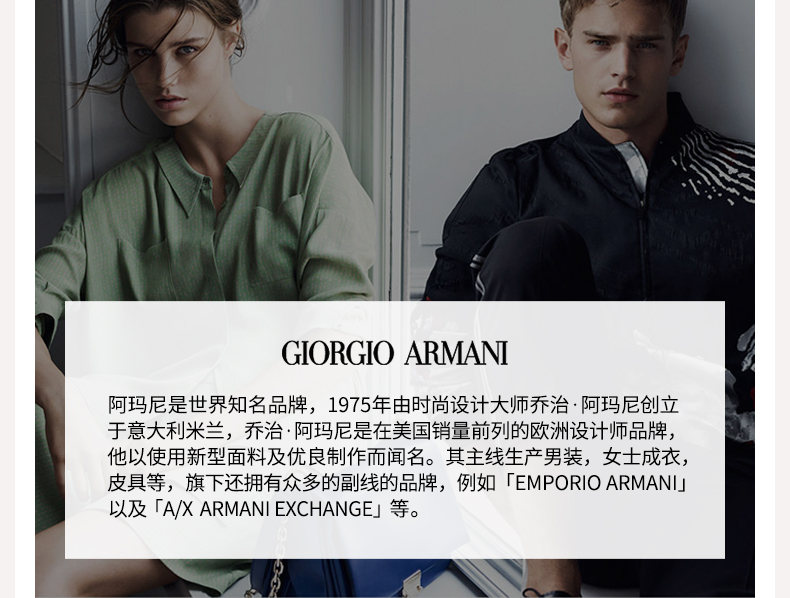 GIORGIO ARMANI
阿玛尼是世界知名品牌，1975年由时尚设计大师乔治·阿玛尼创立
于意大利米兰，乔治·阿玛尼是在美国销量前列的欧洲设计师品牌，
他以使用新型面料及优良制作而闻名。其主线生产男装，女士成衣，
皮具等，旗下还拥有众多的副线的品牌，例如「EMPORIO ARMANI」
以及「A/X ARMANI EXCHANGE」等。